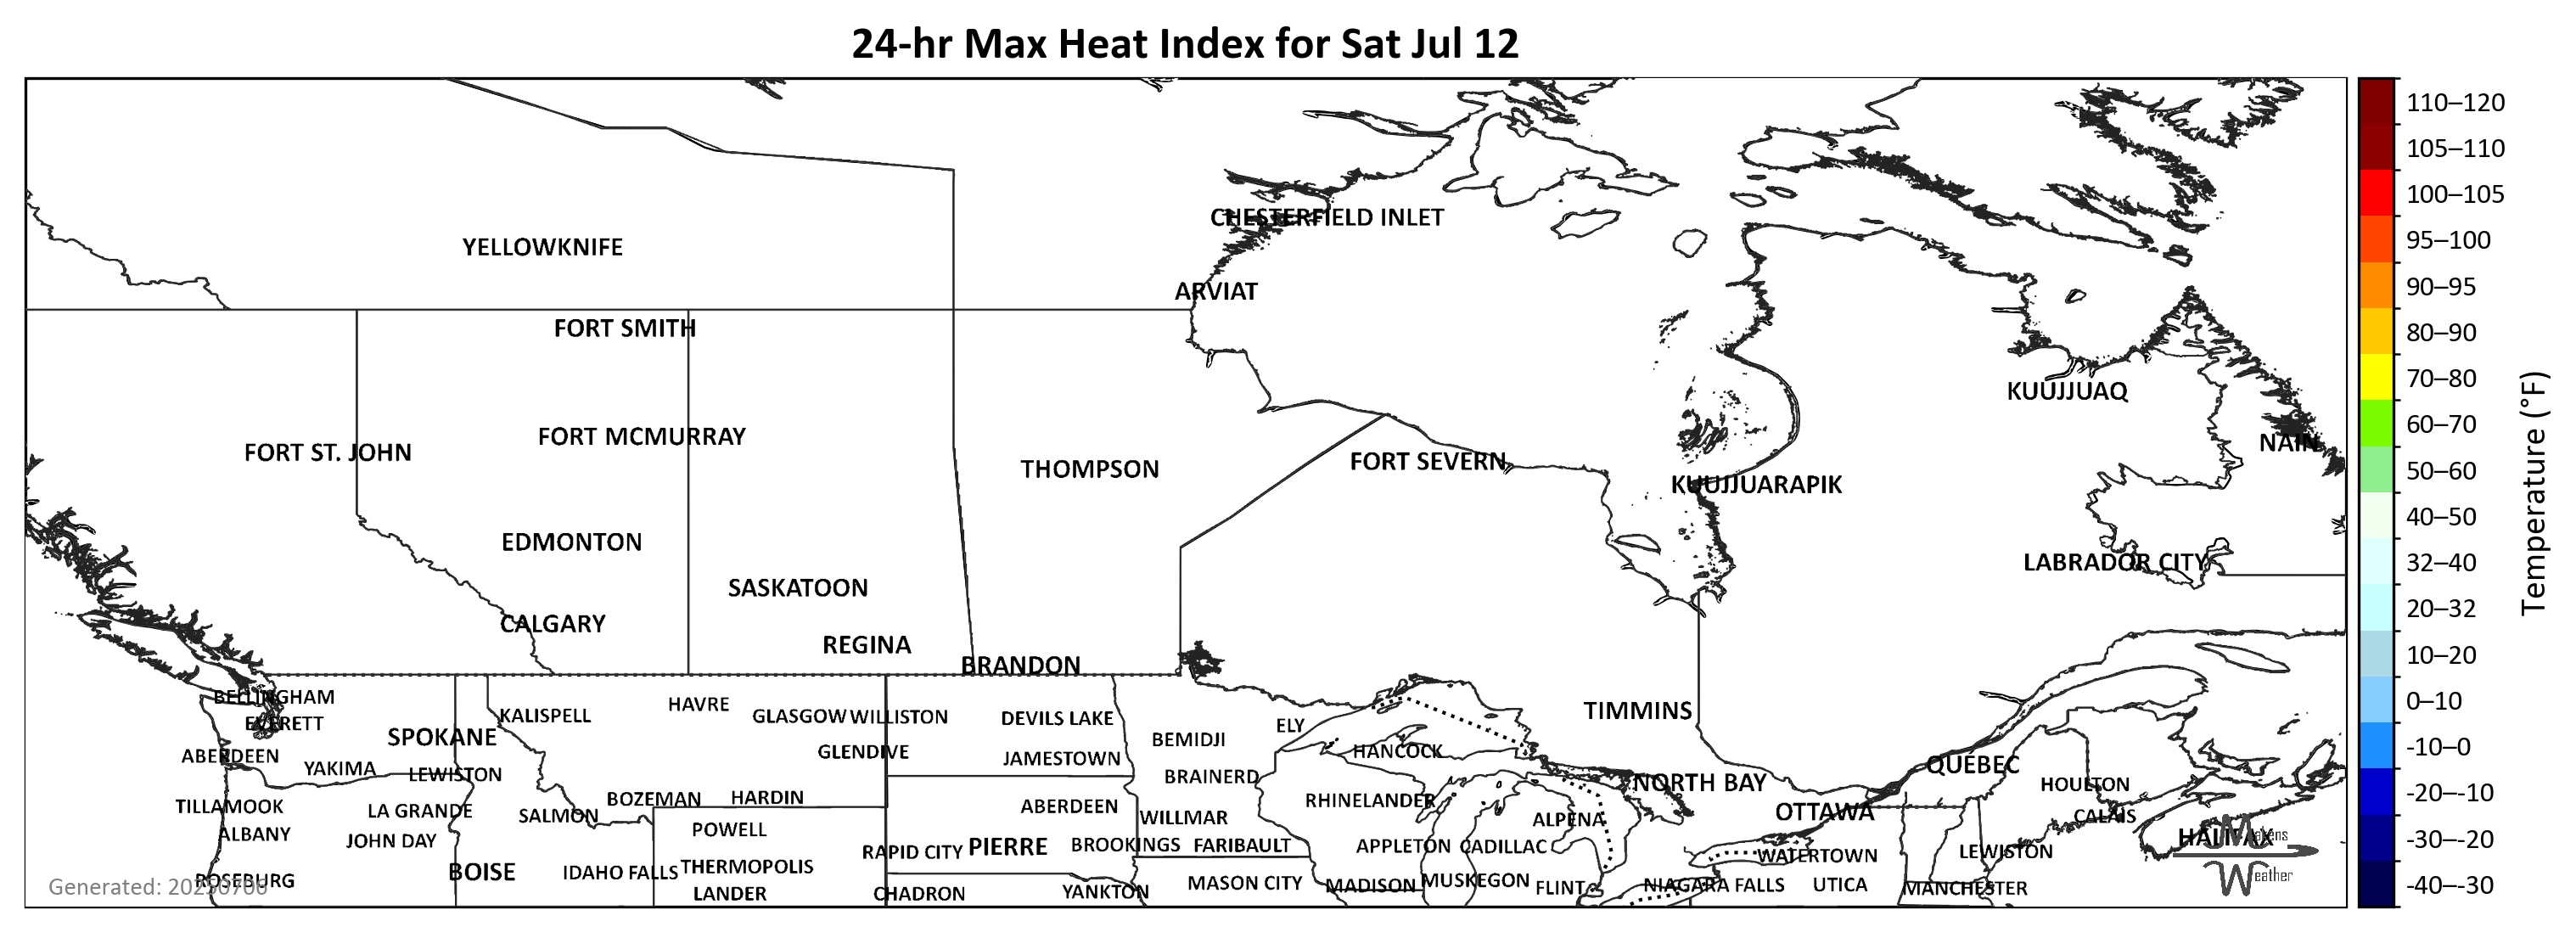 24-hr Max Heat Index for Sat Jul 12
CHESTERFIELD INLET
YELLOWKNIFE
ARVIAT
FORT SMITH
KUUJJUAQ
FORT MCMURRAY
NAIN
FORT ST. JOHN
FORT SEVERN
THOMPSON
KUUJJUARAPIK
EDMONTON
LABRADOR CITY
SASKATOON
CALGARY
REGINA
BRANDON
BELLINGHAM
HAVRE
TIMMINS
KALISPELL
GLASGOW
WILLISTON
DEVILS LAKE
EVERETT
ELY
SPOKANE
BEMIDJI
GLENDIVE
HANCOCK
ABERDEEN
JAMESTOWN
QUÉBEC
YAKIMA
LEWISTON
BRAINERD
NORTH BAY
HOULTON
BOZEMAN
HARDIN
RHINELANDER
TILLAMOOK
LA GRANDE
SALMON
ABERDEEN
WILLMAR
ALPENA
OTTAWA
CALAIS
ALBANY
JOHN DAY
POWELL
RAPID CITY
PIERRE
BROOKINGS
FARIBAULT
APPLETON
CADILLAC
WATERTOWN
LEWISTON
HALIFAX
BOISE
IDAHO FALLS
THERMOPOLIS
ROSEBURG
MASON CITY
MADISON
MUSKEGON
FLINT
NIAGARA FALLS
UTICA
MANCHESTER
LANDER
CHADRON
YANKTON
Generated: 20250706
Makens
Weather
110–120
105–110
100–105
95–100
90–95
80–90
70–80
60–70
50–60
40–50
32–40
20–32
10–20
0–10
-10–0
-20–-10
-30–-20
-40–-30
Temperature (°F)